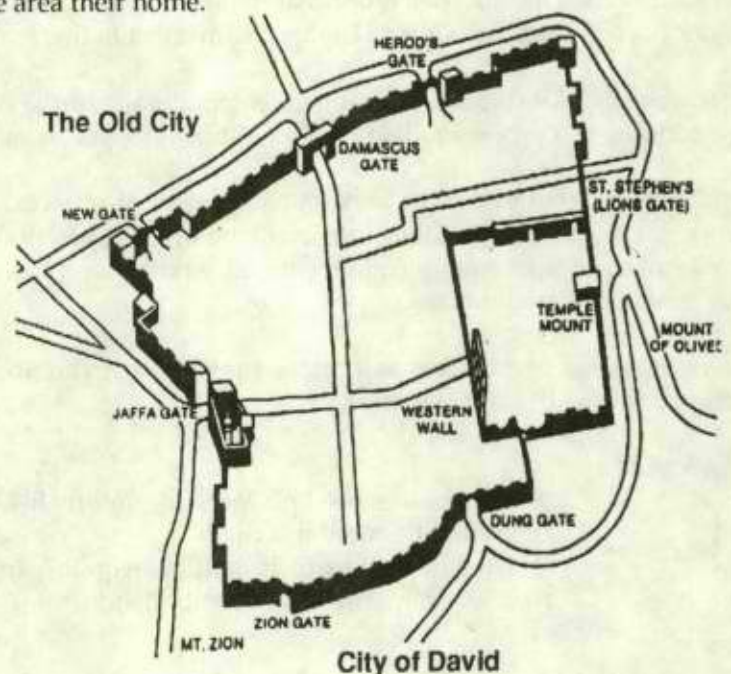 e area their home.
HEROD'S
GATE
The Old City
DAMASCUS
GATE
ST. STEPHEN'S
(LIONS GATE)
NEW GATE
TEMPLE
MOUNT
MOUNT
OF OLIVES
JAFFA GATE
WESTERN
WALL
DUNG GATE
ZION GATE
MT. ZION
City of David